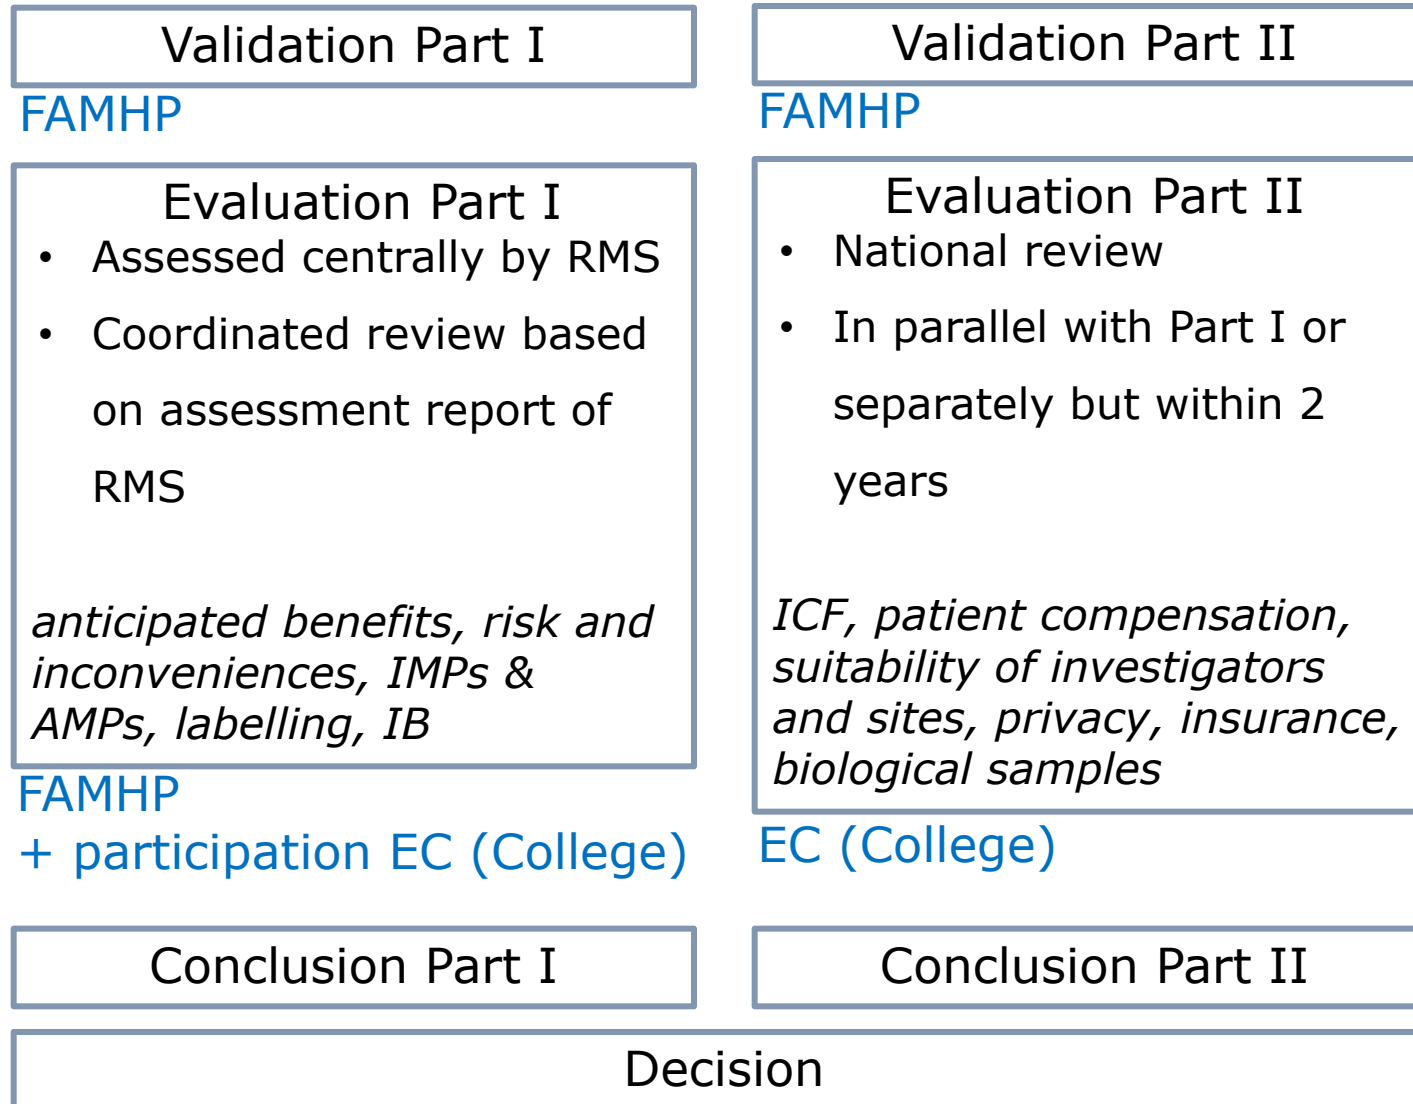 Validation Part I
FAMHP
Evaluation Part I
• Assessed centrally by RMS
• Coordinated review based
on assessment report of
RMS
anticipated benefits, risk and
inconveniences, IMPs &
AMPs, labelling, IB
FAMHP
+ participation EC (College)
Conclusion Part I
Validation Part II
FAMHP
Evaluation Part II
• National review
• In parallel with Part I or
separately but within 2
years
ICF, patient compensation,
suitability of investigators
and sites, privacy, insurance,
biological samples
EC (College)
Conclusion Part II
Decision